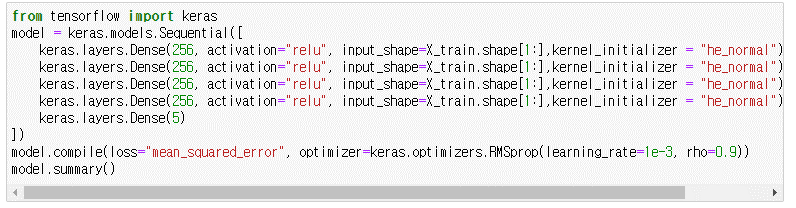 from tensorflow import keras
model = keras.models.Sequential([
    keras.layers.Dense(256, activation="relu", input_shape=X_train.shape[1:],kernel_initializer = "he_normal")
    keras.layers.Dense(256, activation="relu", input_shape=X_train.shape[1:],kernel_initializer = "he_normal")
    keras.layers.Dense(256, activation="relu", input_shape=X_train.shape[1:],kernel_initializer = "he_normal")
    keras.layers.Dense(256, activation="relu", input_shape=X_train.shape[1:],kernel_initializer = "he_normal")
    keras.layers.Dense(5)
])
model.compile(loss="mean_squared_error", optimizer=keras.optimizers.RMSprop(learning_rate=1e-3, rho=0.9))
model.summary()